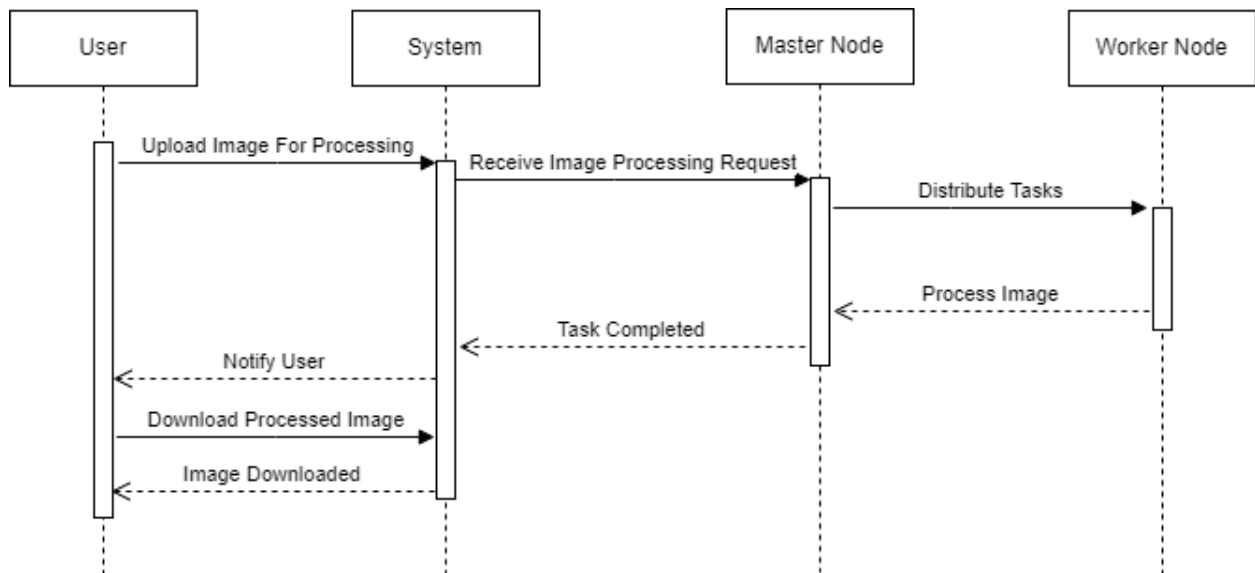 User
System
Master Node
Worker Node
Upload Image For Processing
Receive Image Processing Request
Distribute Tasks
Process Image
Task Completed
Notify User
Download Processed Image
Image Downloaded